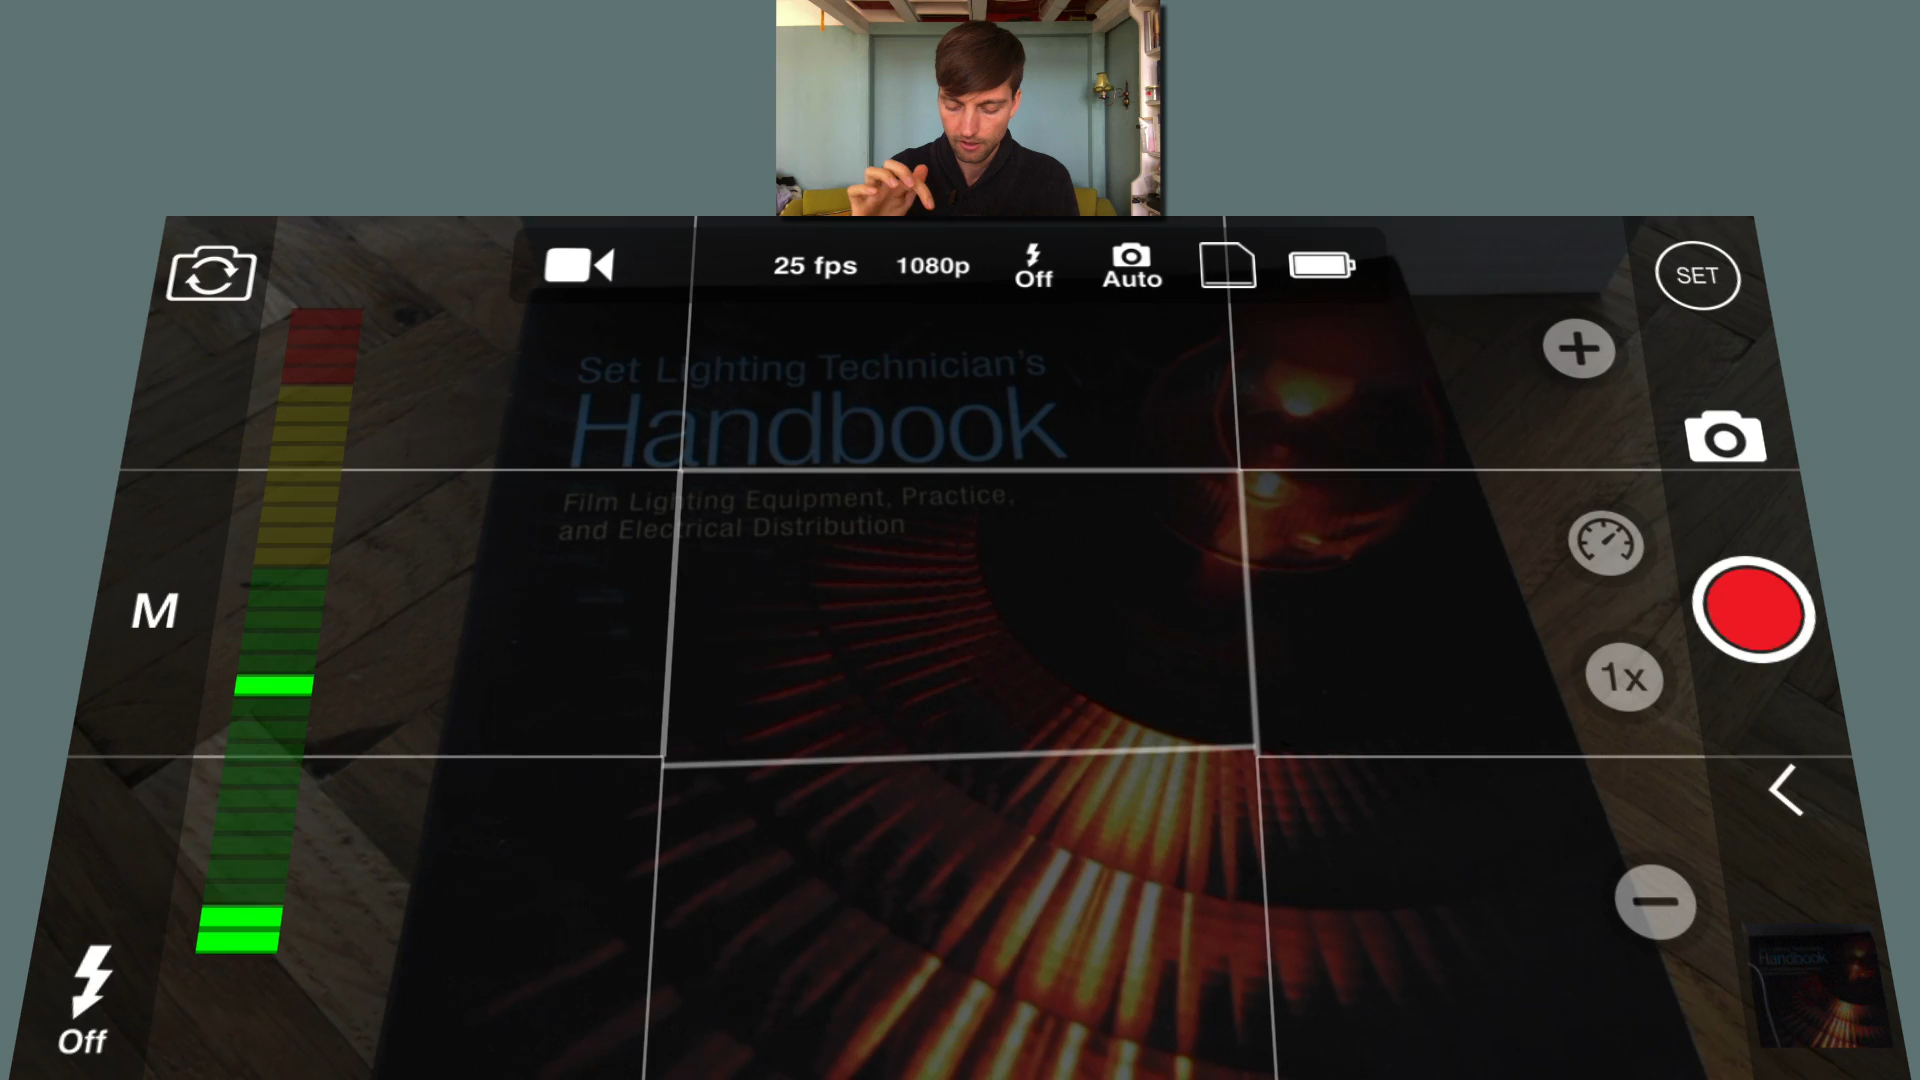 25 fps
1080p
Off
Auto
SET
Set Lighting Technician's
Handbook
Film Lighting Equipment, Practice,
and Electrical Distribution
M
1x
Off
Handbook